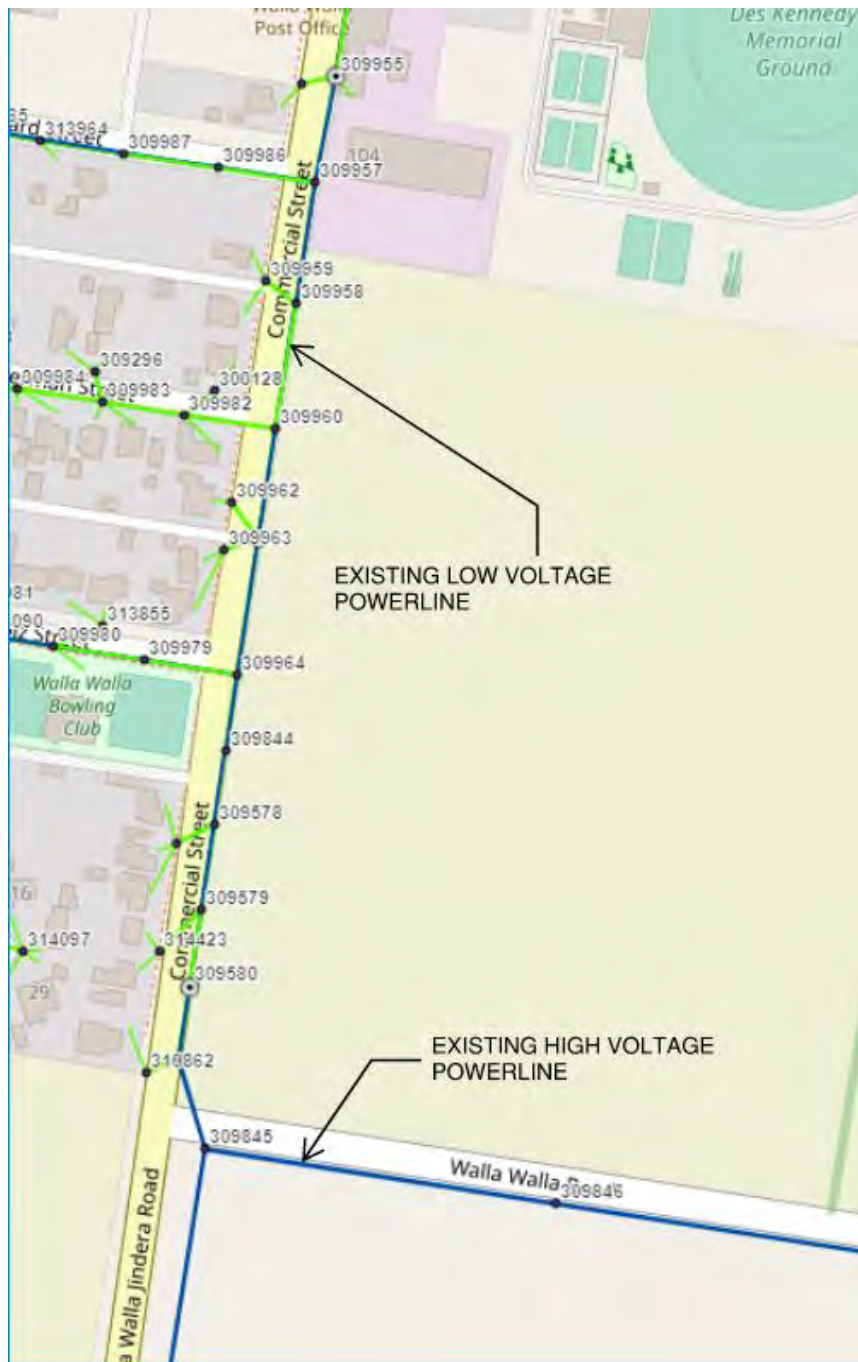 Post Office
309955
Des Kennedy
Memorial
Ground
313964
309987
309986
104
309957
Commercial Street
309959
309958
309296
300128
309984
309983
309982
309960
309962
309963
EXISTING LOW VOLTAGE
POWERLINE
313855
309980
309979
309964
Walla Walla
Bowling
Club
309844
309578
Commercial Street
309579
16
314097
314423
309580
29
EXISTING HIGH VOLTAGE
POWERLINE
309845
Walla Walla
309846
Walla Jindera Road